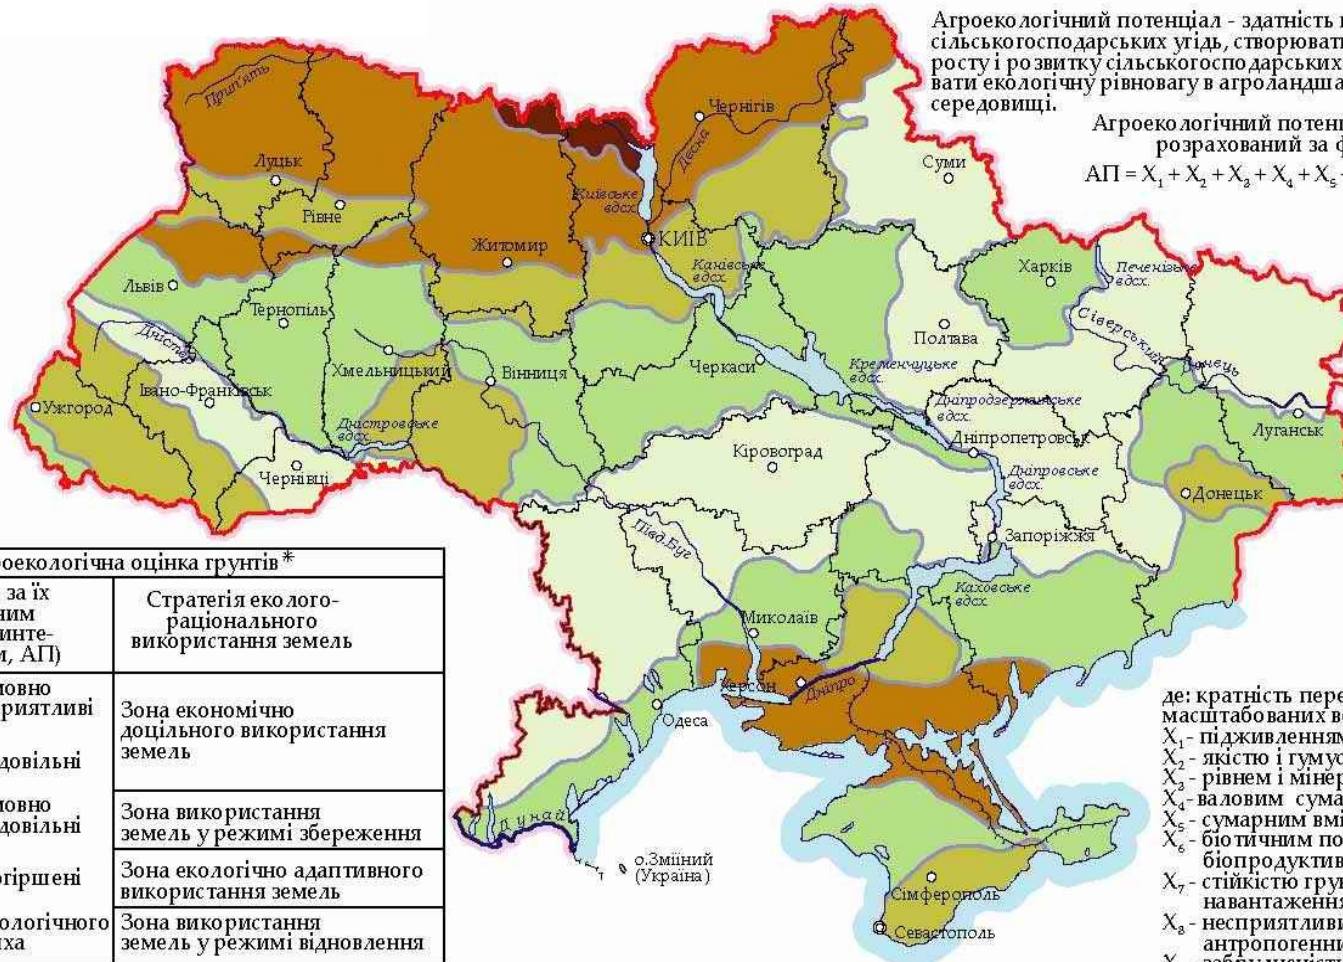 Агроекологічний потенціал - здатність
сільськогосподарських угідь, створювати
росту і розвитку сільськогосподарських
вати екологічну рівновагу в агроландша
середовищі.
Агроекологічний потенці
розрахований за ф
АП = X₁ + X₂ + X₃ + X₄ + X₅
Прип'ять
Чернігів
Десна
Суми
Луцьк
Рівне
Київське
вдсх.
КИЇВ
Житомир
Канівське
вдсх.
Харків
Печенізьке
вдсх.
Львів
Тернопіль
Дністер
Полтава
Сіверський
Донець
Хмельницький
Вінниця
Черкаси
Кременчуцьке
вдсх.
Івано-Франківськ
Ужгород
Дністровське
вдсх.
Дніпродзержинське
вдсх.
Луганськ
Дніпропетровськ
Кіровоград
Чернівці
Дніпровське
вдсх.
Донецьк
Півд.Буг
Запоріжжя
Каховське
вдсх.
Миколаїв
Херсон
Дніпро
Одеса
Дунай
о.Зміїний
(Україна)
Сімферополь
Севастополь
оекологічна оцінка грунтів*
за їх
ним
инте-
м, АП)
Стратегія еколого-
раціонального
використання земель
мовно
риятливі
довільні
Зона економічно
доцільного використання
земель
мовно
довільні
Зона використання
земель у режимі збереження
огіршені
Зона екологічно адаптивного
використання земель
ологічного
иха
Зона використання
земель у режимі відновлення
де: кратність пере
масштабованих в
X₁- підживленням
X₂- якістю і гумус
X₃- рівнем і мінер
X₄- валовим сума
X₅- сумарним вмі
X₆- біотичним по
біопродуктив
X₇- стійкістю гру
навантаження
X₈- несприятливи
антропогенни